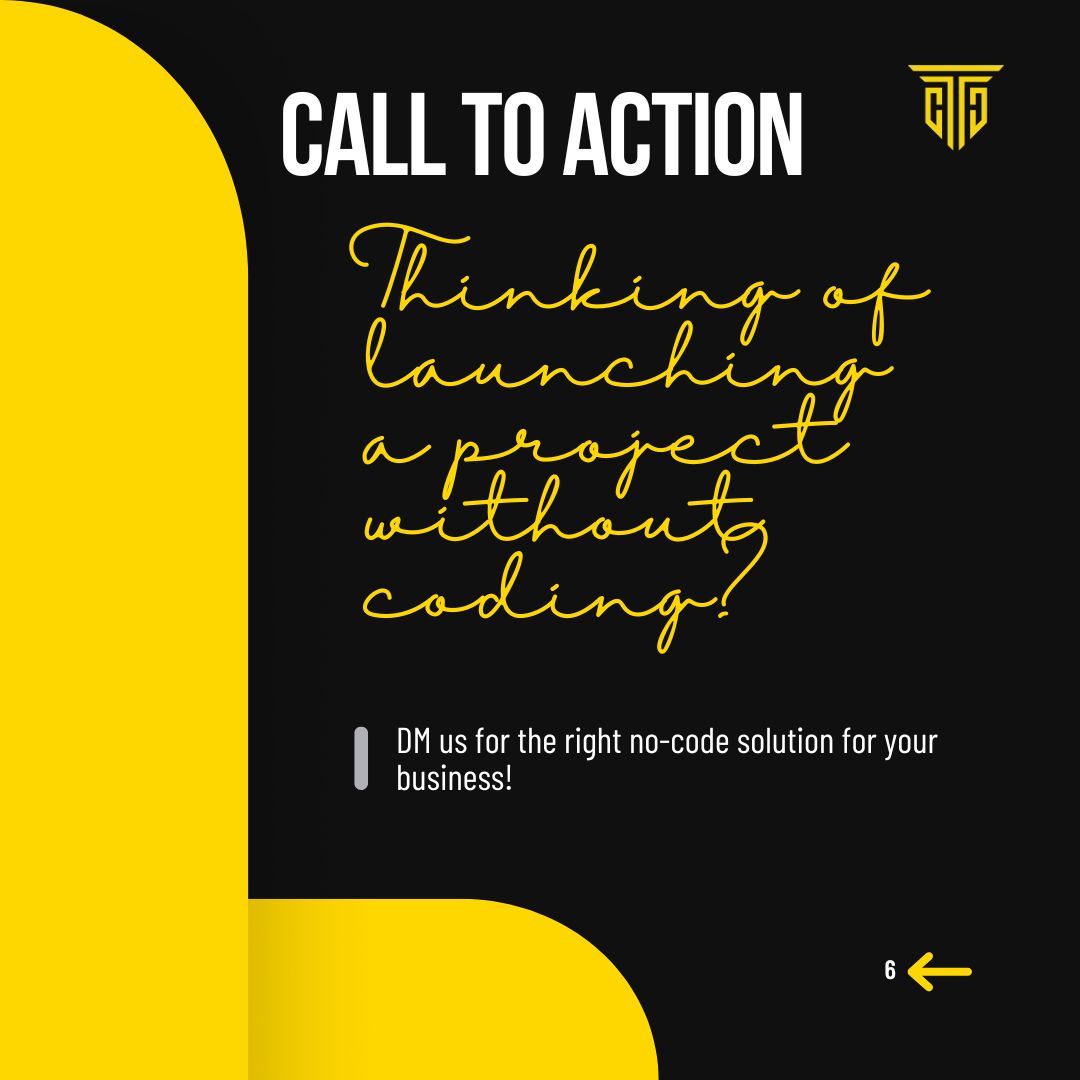 CALL TO ACTION
Thinking of
launching
a project
without
coding?
DM us for the right no-code solution for your
business!
6